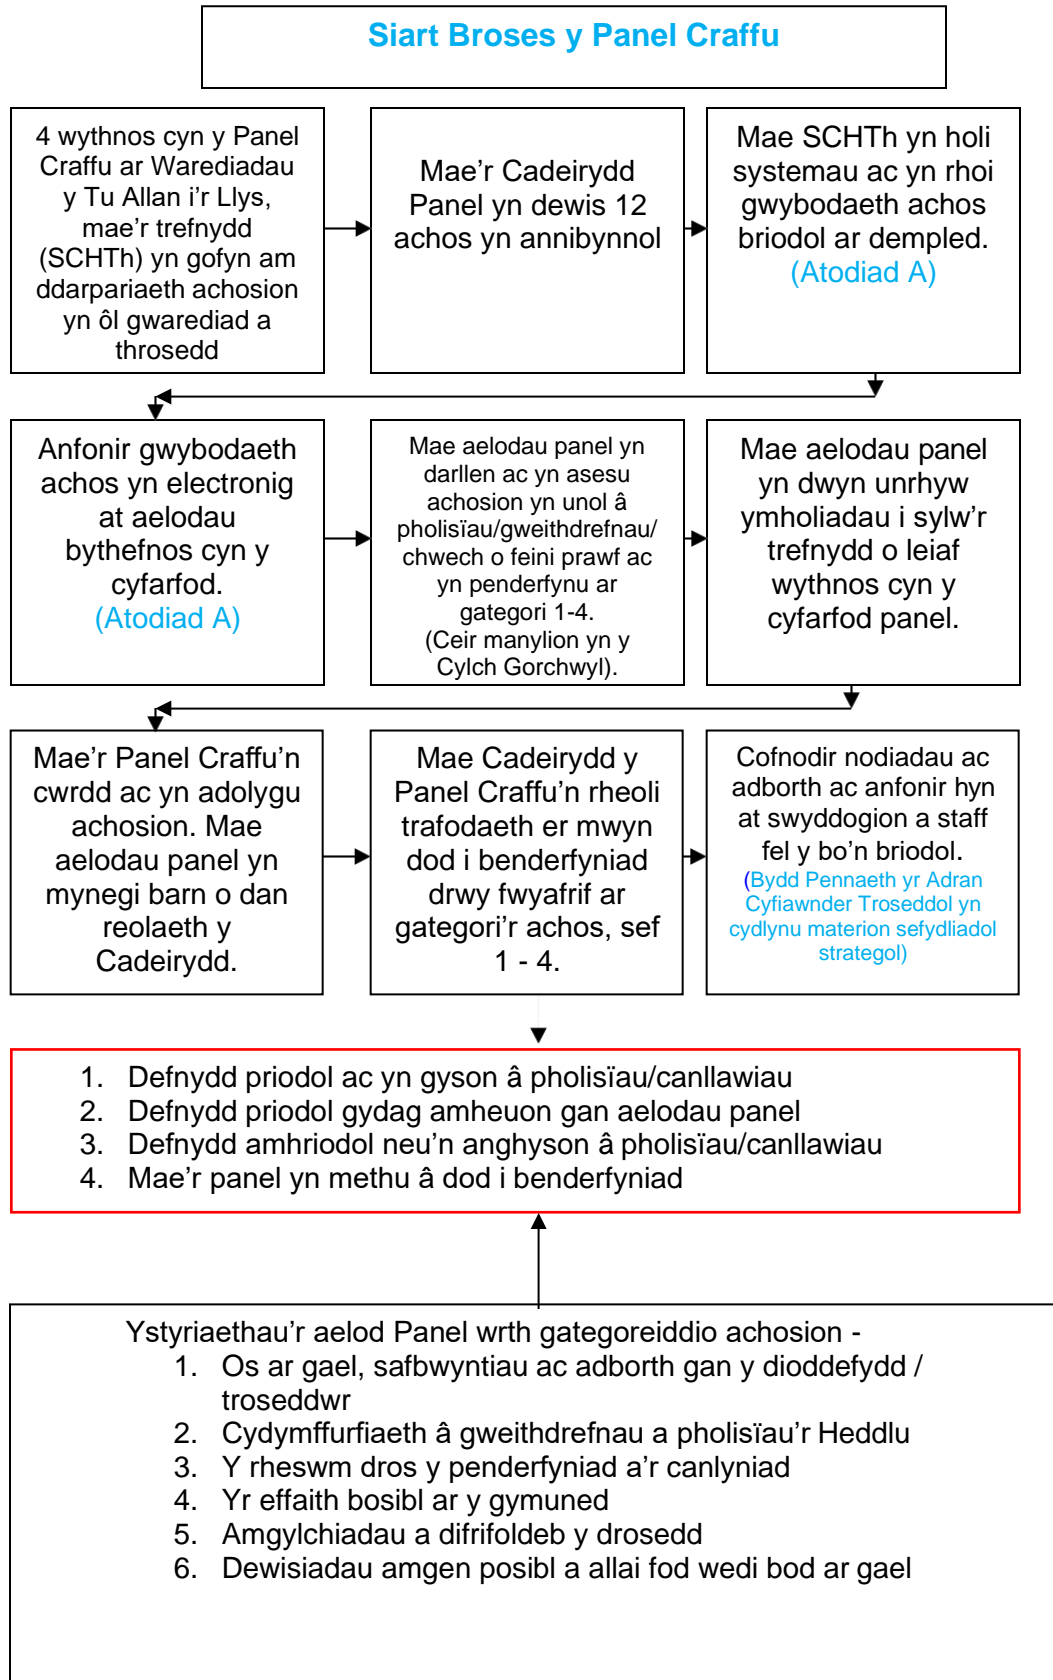 Siart Broses y Panel Craffu
4 wythnos cyn y Panel
Craffu ar Warediadau
y Tu Allan i'r Llys,
mae'r trefnydd
(SCHTh) yn gofyn am
ddarpariaeth achosion
yn ôl gwarediad a
throsedd
Mae'r Cadeirydd
Panel yn dewis 12
achos yn annibynnol
Mae SCHTh yn holi
systemau ac yn rhoi
gwybodaeth achos
briodol ar dempled.
(Atodiad A)
Anfonir gwybodaeth
achos yn electronig
at aelodau
bythefnos cyn y
cyfarfod.
(Atodiad A)
Mae aelodau panel yn
darllen ac yn asesu
achosion yn unol â
pholisïau/gweithdrefnau/
chwech o feini prawf ac
yn penderfynu ar
gategori 1-4.
(Ceir manylion yn y
Cylch Gorchwyl).
Mae aelodau panel
yn dwyn unrhyw
ymholiadau i sylw'r
trefnydd o leiaf
wythnos cyn y
cyfarfod panel.
Mae'r Panel Craffu'n
cwrdd ac yn adolygu
achosion. Mae
aelodau panel yn
mynegi barn o dan
reolaeth y
Cadeirydd.
Mae Cadeirydd y
Panel Craffu'n rheoli
trafodaeth er mwyn
dod i benderfyniad
drwy fwyafrif ar
gategori'r achos, sef
1 - 4.
Cofnodir nodiadau ac
adborth ac anfonir hyn
at swyddogion a staff
fel y bo'n briodol.
(Bydd Pennaeth yr Adran
Cyfiawnder Troseddol yn
cydlynu materion sefydliadol
strategol)
1. Defnydd priodol ac yn gyson â pholisïau/canllawiau
2. Defnydd priodol gydag amheuon gan aelodau panel
3. Defnydd amhriodol neu'n anghyson â pholisïau/canllawiau
4. Mae'r panel yn methu â dod i benderfyniad
Ystyriaethau'r aelod Panel wrth gategoreiddio achosion -
1. Os ar gael, safbwyntiau ac adborth gan y dioddefydd /
troseddwr
2. Cydymffurfiaeth â gweithdrefnau a pholisïau'r Heddlu
3. Y rheswm dros y penderfyniad a'r canlyniad
4. Yr effaith bosibl ar y gymuned
5. Amgylchiadau a difrifoldeb y drosedd
6. Dewisiadau amgen posibl a allai fod wedi bod ar gael